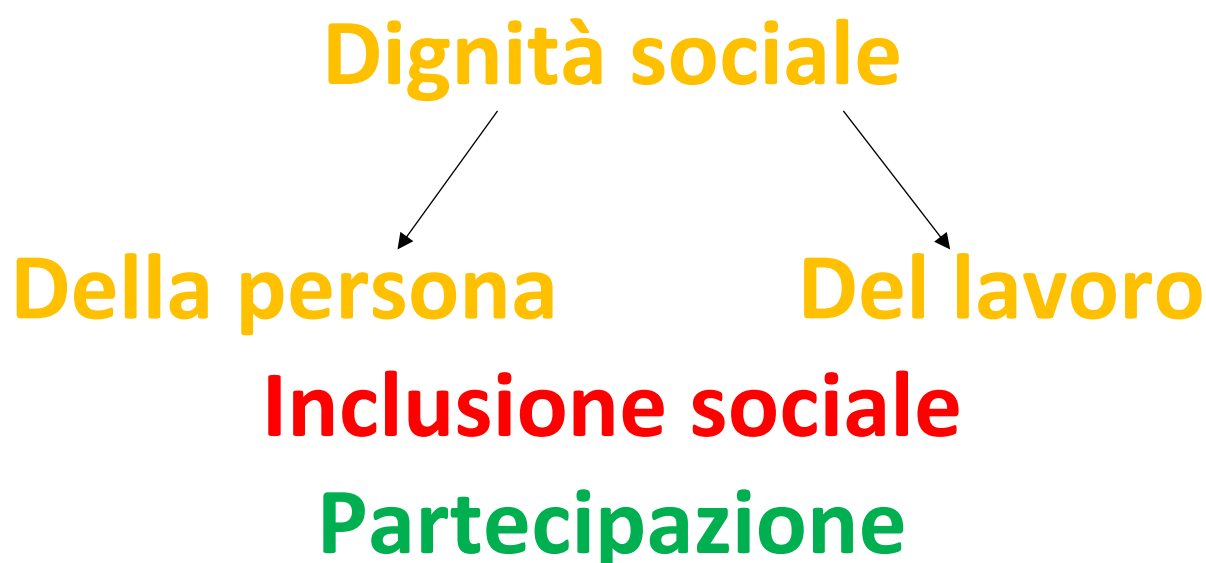 Dignità sociale
Della persona Del lavoro
Inclusione sociale
Partecipazione